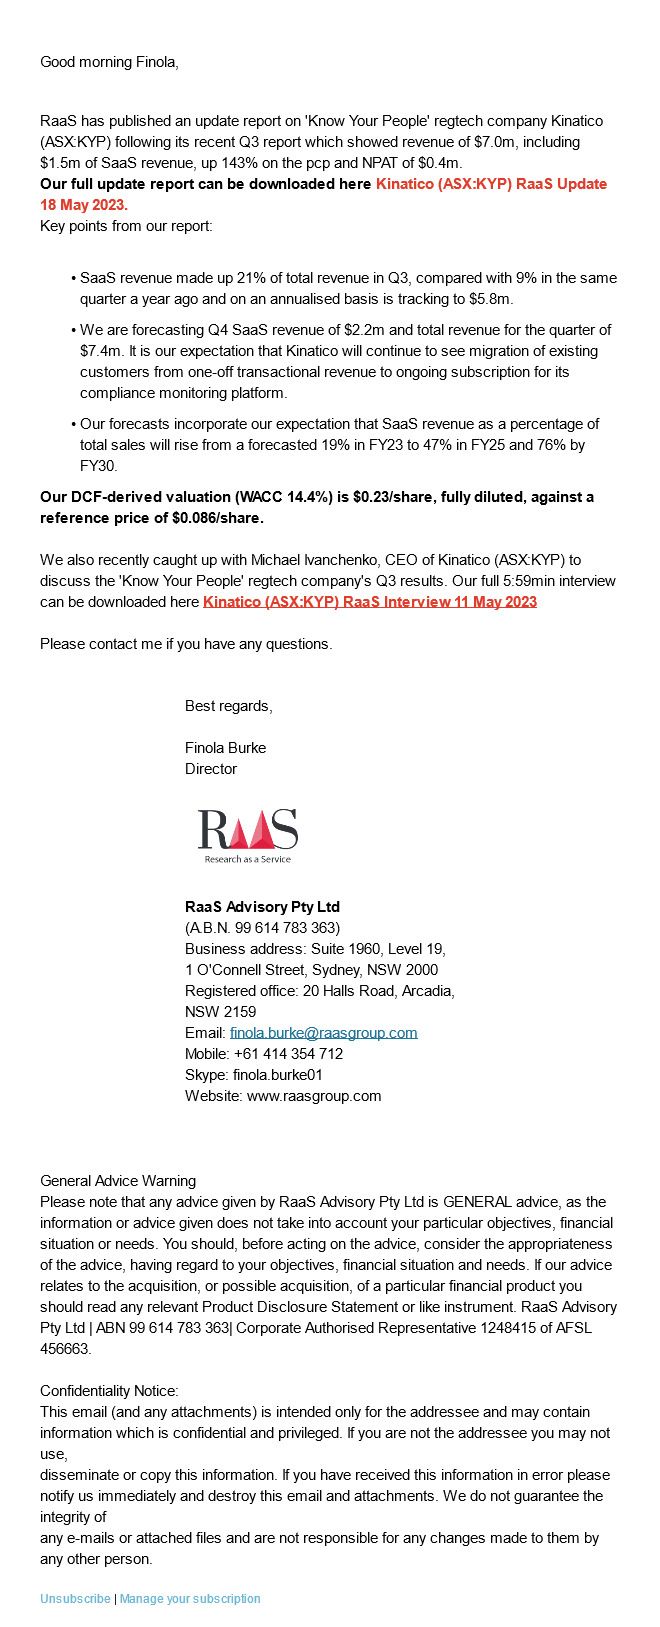 Good morning Finola,
RaaS has published an update report on 'Know Your People' regtech company Kinatico
(ASX:KYP) following its recent Q3 report which showed revenue of $7.0m, including
$1.5m of SaaS revenue, up 143% on the pcp and NPAT of $0.4m.
Our full update report can be downloaded here Kinatico (ASX:KYP) RaaS Update
18 May 2023.
Key points from our report:
• SaaS revenue made up 21% of total revenue in Q3, compared with 9% in the same
quarter a year ago and on an annualised basis is tracking to $5.8m.
• We are forecasting Q4 SaaS revenue of $2.2m and total revenue for the quarter of
$7.4m. It is our expectation that Kinatico will continue to see migration of existing
customers from one-off transactional revenue to ongoing subscription for its
compliance monitoring platform.
• Our forecasts incorporate our expectation that SaaS revenue as a percentage of
total sales will rise from a forecasted 19% in FY23 to 47% in FY25 and 76% by
FY30.
Our DCF-derived valuation (WACC 14.4%) is $0.23/share, fully diluted, against a
reference price of $0.086/share.
We also recently caught up with Michael Ivanchenko, CEO of Kinatico (ASX:KYP) to
discuss the 'Know Your People' regtech company's Q3 results. Our full 5:59min interview
can be downloaded here Kinatico (ASX:KYP) RaaS Interview 11 May 2023
Please contact me if you have any questions.
Best regards,
Finola Burke
Director
RAAS
Research as a Service
RaaS Advisory Pty Ltd
(A.B.N. 99 614 783 363)
Business address: Suite 1960, Level 19,
1 O'Connell Street, Sydney, NSW 2000
Registered office: 20 Halls Road, Arcadia,
NSW 2159
Email: finola.burke@raasgroup.com
Mobile: +61 414 354 712
Skype: finola.burke01
Website: www.raasgroup.com
General Advice Warning
Please note that any advice given by RaaS Advisory Pty Ltd is GENERAL advice, as the
information or advice given does not take into account your particular objectives, financial
situation or needs. You should, before acting on the advice, consider the appropriateness
of the advice, having regard to your objectives, financial situation and needs. If our advice
relates to the acquisition, or possible acquisition, of a particular financial product you
should read any relevant Product Disclosure Statement or like instrument. RaaS Advisory
Pty Ltd | ABN 99 614 783 363| Corporate Authorised Representative 1248415 of AFSL
456663.
Confidentiality Notice:
This email (and any attachments) is intended only for the addressee and may contain
information which is confidential and privileged. If you are not the addressee you may not
use,
disseminate or copy this information. If you have received this information in error please
notify us immediately and destroy this email and attachments. We do not guarantee the
integrity of
any e-mails or attached files and are not responsible for any changes made to them by
any other person.
Unsubscribe | Manage your subscription